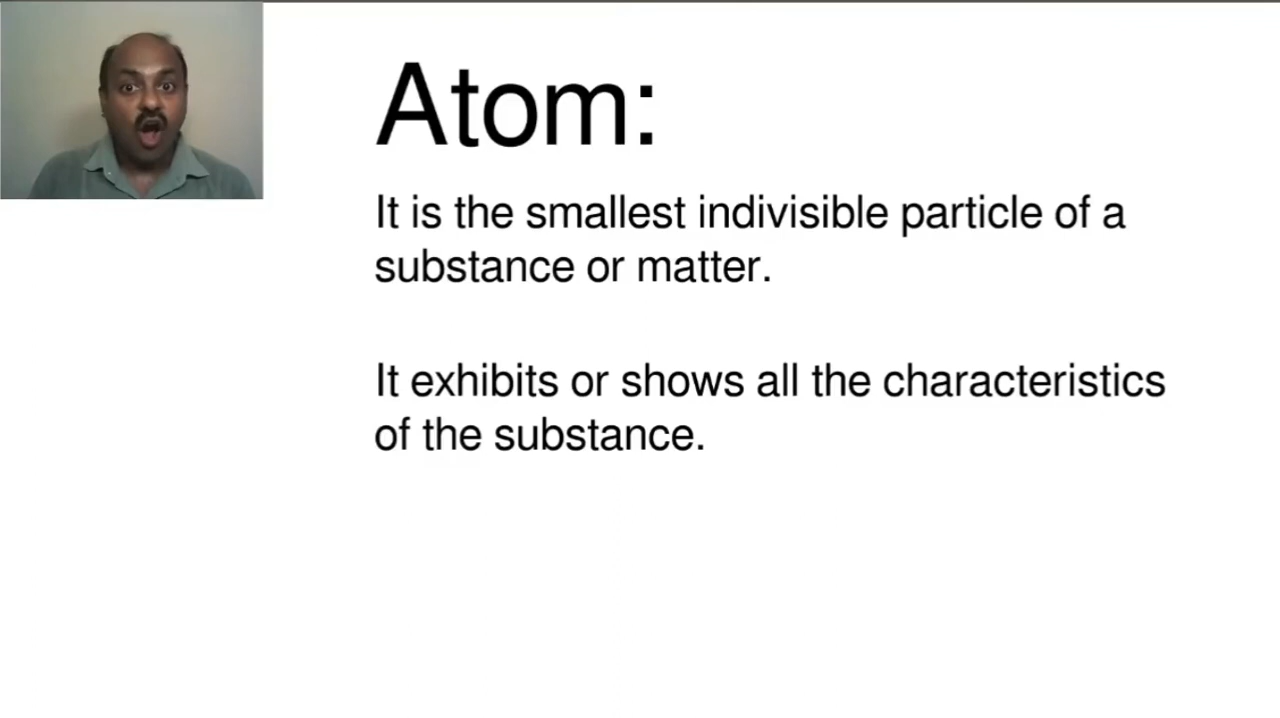 Atom:
It is the smallest indivisible particle of a
substance or matter.
It exhibits or shows all the characteristics
of the substance.